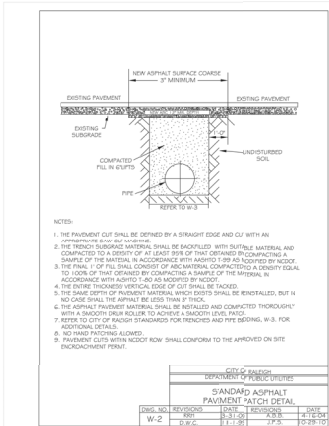 NEW ASPHALT SURFACE COARSE
3" MINIMUM
EXISTING PAVEMENT
EXISTING PAVEMENT
EXISTING
SUBGRADE
1'-0"
UNDISTURBED
SOIL
COMPACTED
FILL IN 6" LIFTS
PIPE
REFER TO W-3
NOTES:
1. THE PAVEMENT CUT SHALL BE DEFINED BY A STRAIGHT EDGE AND CUT WITH AN
2. THE TRENCH SUBGRADE MATERIAL SHALL BE BACKFILLED WITH SUITABLE MATERIAL AND
COMPACTED TO A DENSITY OF AT LEAST 95% OF THAT OBTAINED BY COMPACTING A
SAMPLE OF THE MATERIAL IN ACCORDANCE WITH AASHTO T-99 AS MODIFIED BY NCDOT.
3. THE FINAL 1' OF FILL SHALL CONSIST OF ABC MATERIAL COMPACTED TO A DENSITY EQUAL
TO 100% OF THAT OBTAINED BY COMPACTING A SAMPLE OF THE MATERIAL IN
ACCORDANCE WITH AASHTO T-80 AS MODIFIED BY NCDOT.
4. THE ENTIRE THICKNESS VERTICAL EDGE OF CUT SHALL BE TACKED.
5. THE SAME DEPTH OF PAVEMENT MATERIAL WHICH EXISTS SHALL BE REINSTALLED, BUT IN
NO CASE SHALL THE ASPHALT BE LESS THAN 3" THICK.
6. THE ASPHALT PAVEMENT MATERIAL SHALL BE INSTALLED AND COMPACTED THOROUGHLY
WITH A SMOOTH DRUM ROLLER TO ACHIEVE A SMOOTH LEVEL PATCH.
7. REFER TO CITY OF RALEIGH STANDARDS FOR TRENCHES AND PIPE BEDDING, W-3, FOR
ADDITIONAL DETAILS.
8. NO HAND PATCHING ALLOWED.
9. PAVEMENT CUTS WITHIN NCDOT ROW SHALL CONFORM TO THE APPROVED ON SITE
ENCROACHMENT PERMIT.
CITY OF RALEIGH
DEPARTMENT OF PUBLIC UTILITIES
STANDARD ASPHALT
PAVEMENT PATCH DETAIL
DWG. NO. REVISIONS DATE REVISIONS DATE
W-2 RRH A.B.B. 4-16-04
D.W.C. J.P.S. 10-29-10